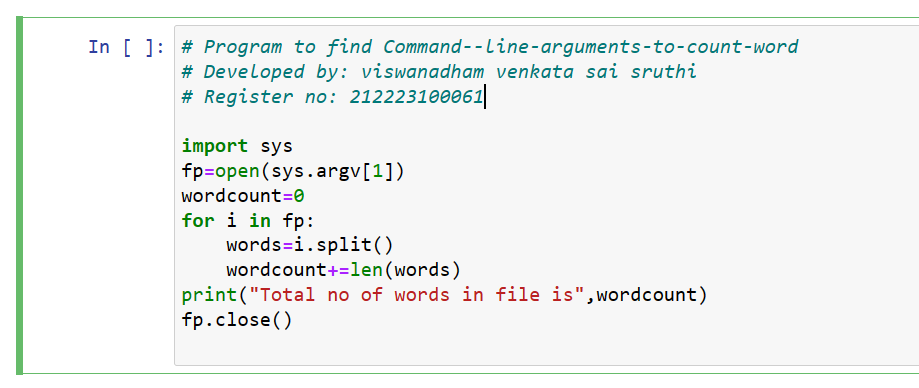 In [ ]: # Program to find Command--line-arguments-to-count-word
# Developed by: viswanadham venkata sai sruthi
# Register no: 212223100061

import sys
fp=open(sys.argv[1])
wordcount=0
for i in fp:
    words=i.split()
    wordcount+=len(words)
print("Total no of words in file is",wordcount)
fp.close()